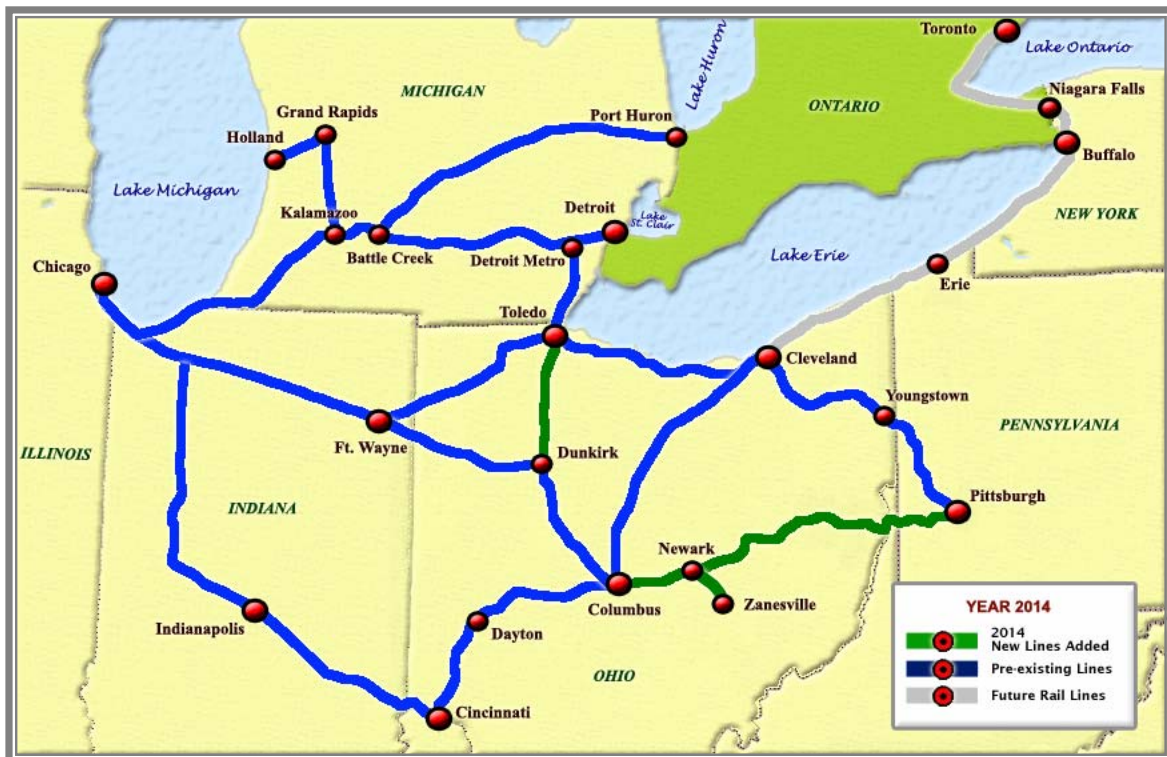 Toronto
Lake Ontario
Lake Huron
MICHIGAN
Niagara Falls
Grand Rapids
ONTARIO
Port Huron
Holland
Buffalo
Lake Michigan
Detroit
Lake
St. Clair
Kalamazoo
NEW YORK
Battle Creek
Detroit Metro
Lake Erie
Chicago
Erie
Toledo
Cleveland
Youngstown
PENNSYLVANIA
Ft. Wayne
Dunkirk
ILLINOIS
Pittsburgh
INDIANA
Newark
Columbus
Zanesville
Indianapolis
Dayton
OHIO
Cincinnati
YEAR 2014
2014
New Lines Added
Pre-existing Lines
Future Rail Lines